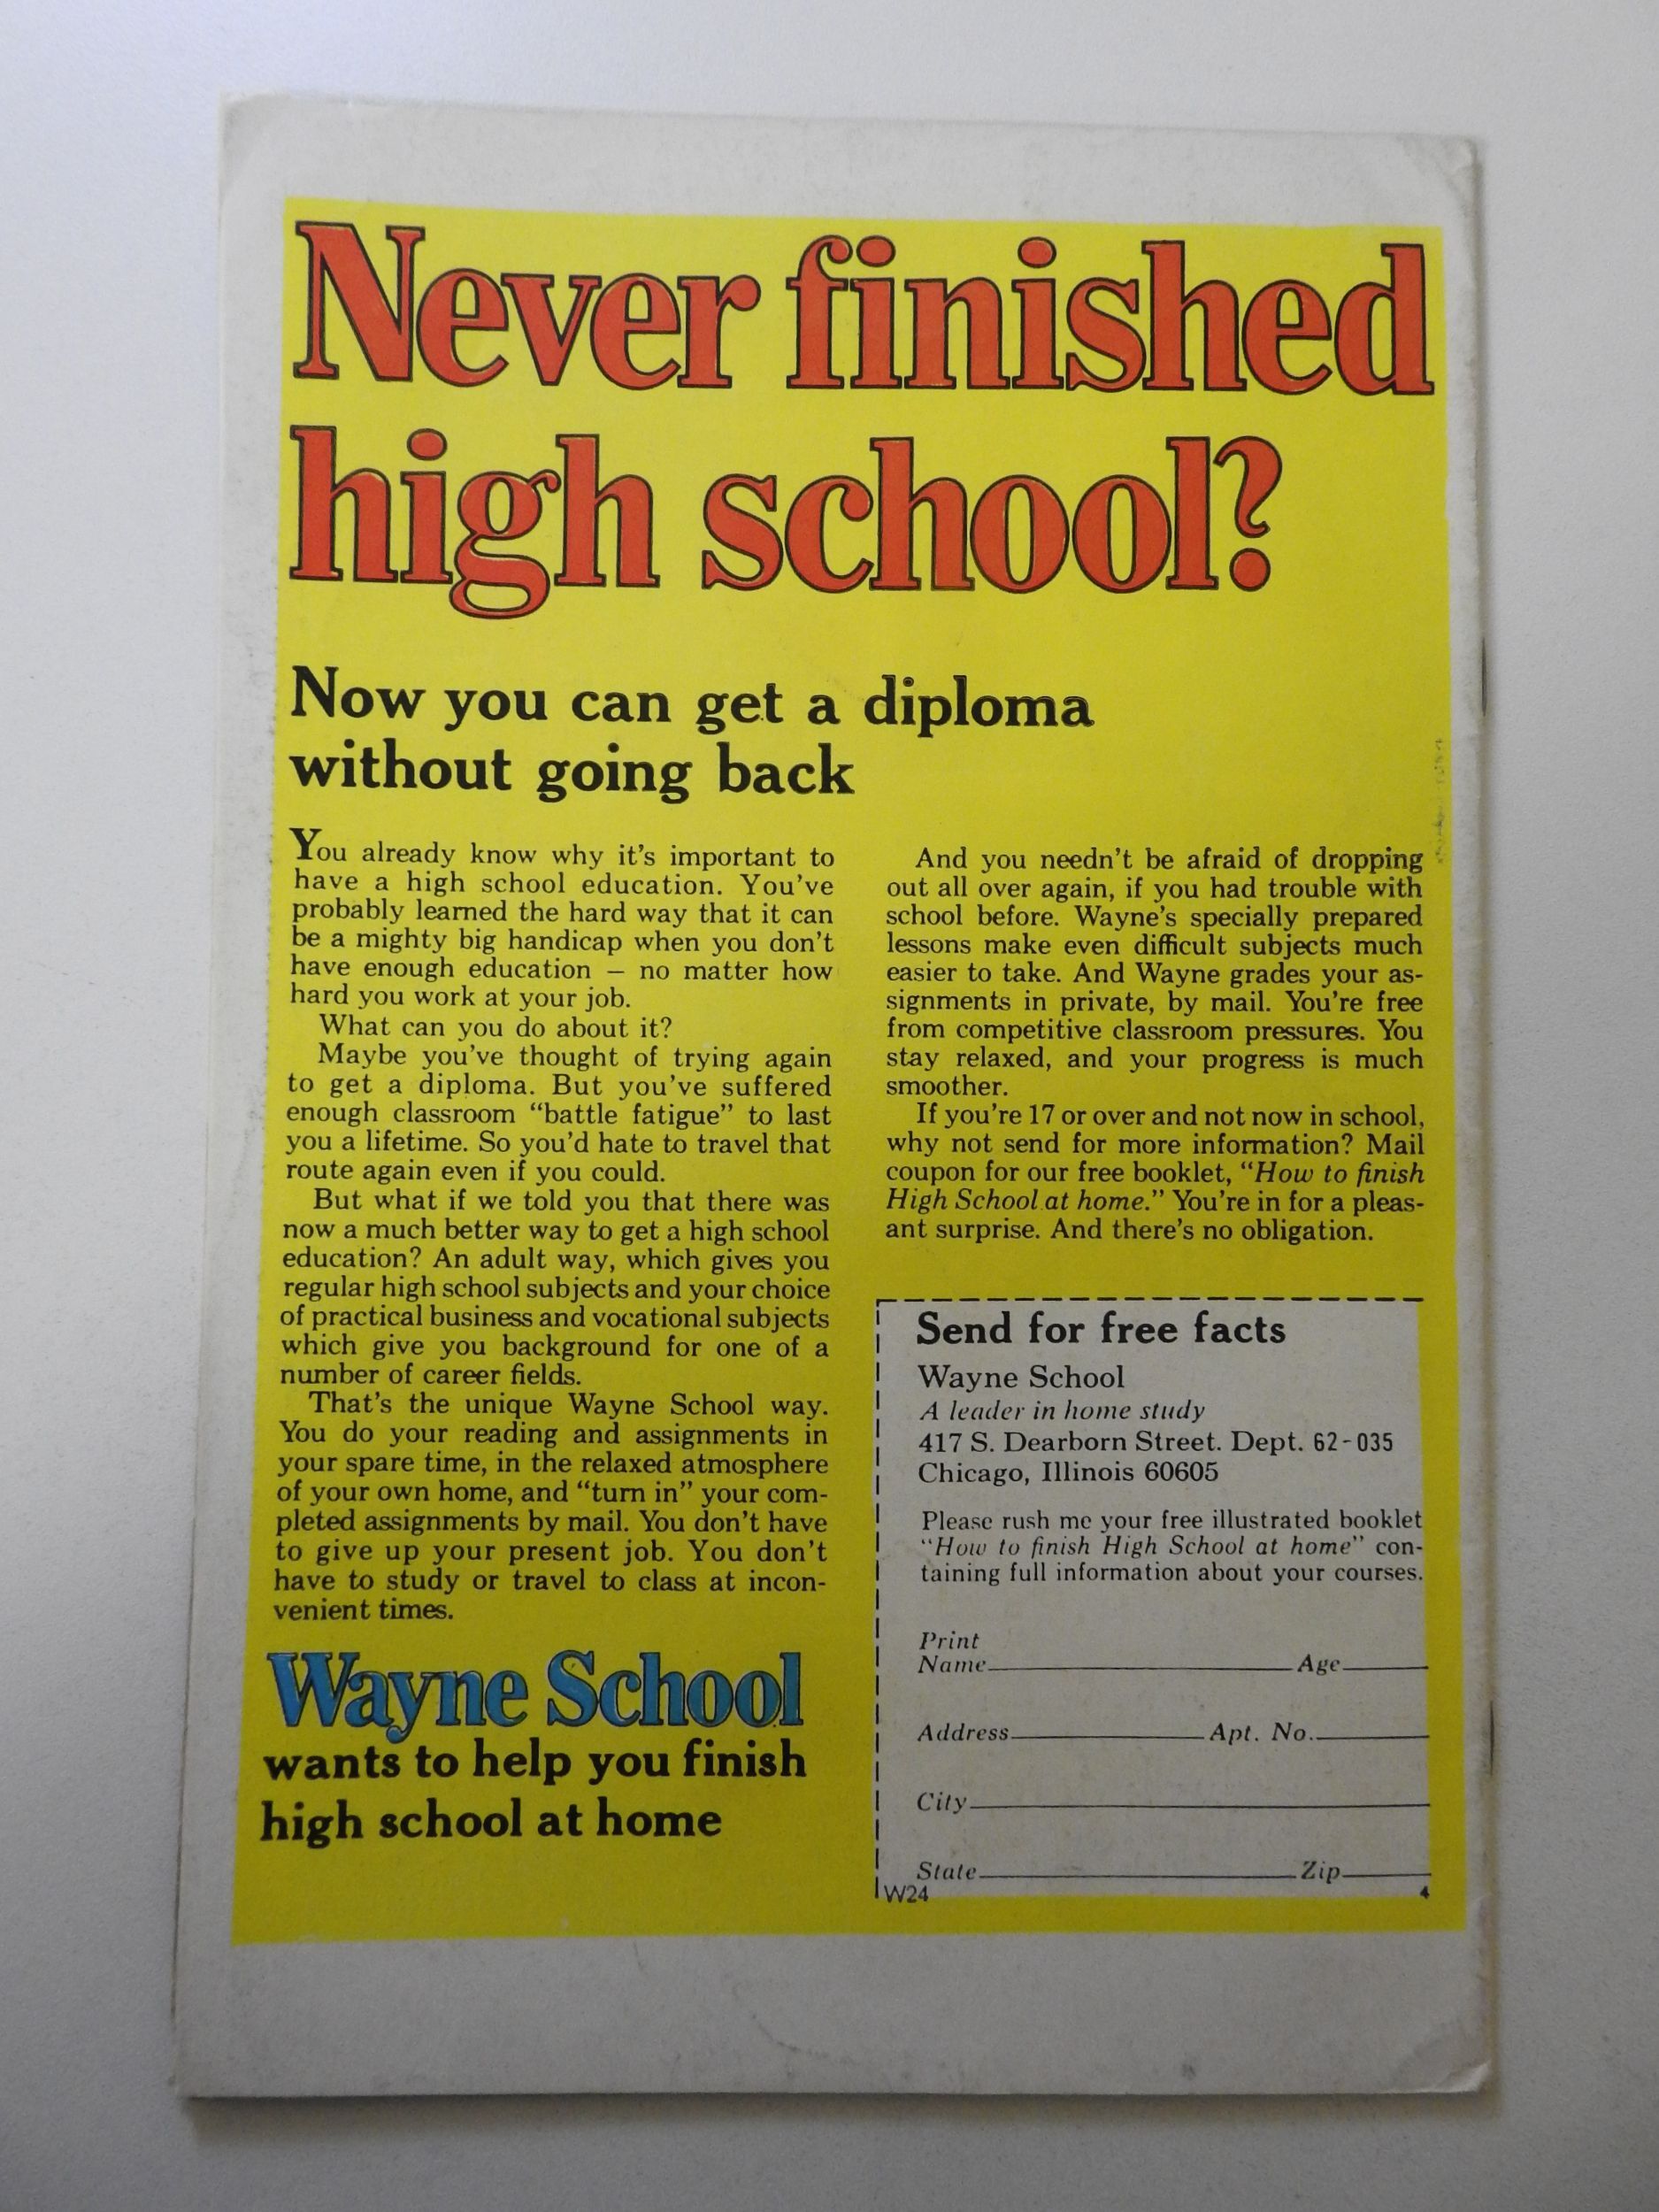 Never finished
high school?
Now you can get a diploma
without going back
You already know why it's important to
have a high school education. You've
probably learned the hard way that it can
be a mighty big handicap when you don't
have enough education – no matter how
hard you work at your job.
What can you do about it?
Maybe you've thought of trying again
to get a diploma. But you've suffered
enough classroom “battle fatigue” to last
you a lifetime. So you'd hate to travel that
route again even if you could.
But what if we told you that there was
now a much better way to get a high school
education? An adult way, which gives you
regular high school subjects and your choice
of practical business and vocational subjects
which give you background for one of a
number of career fields.
That's the unique Wayne School way.
You do your reading and assignments in
your spare time, in the relaxed atmosphere
of your own home, and “turn in” your com-
pleted assignments by mail. You don't have
to give up your present job. You don't
have to study or travel to class at incon-
venient times.
Wayne School
wants to help you finish
high school at home
And you needn't be afraid of dropping
out all over again, if you had trouble with
school before. Wayne's specially prepared
lessons make even difficult subjects much
easier to take. And Wayne grades your as-
signments in private, by mail. You're free
from competitive classroom pressures. You
stay relaxed, and your progress is much
smoother.
If you're 17 or over and not now in school,
why not send for more information? Mail
coupon for our free booklet, “How to finish
High School at home.” You're in for a pleas-
ant surprise. And there's no obligation.
Send for free facts
Wayne School
A leader in home study
417 S. Dearborn Street. Dept. 62-035
Chicago, Illinois 60605
Please rush me your free illustrated booklet
“How to finish High School at home” con-
taining full information about your courses.
Print
Name Age
Address Apt. No.
City
State Zip
W24 4